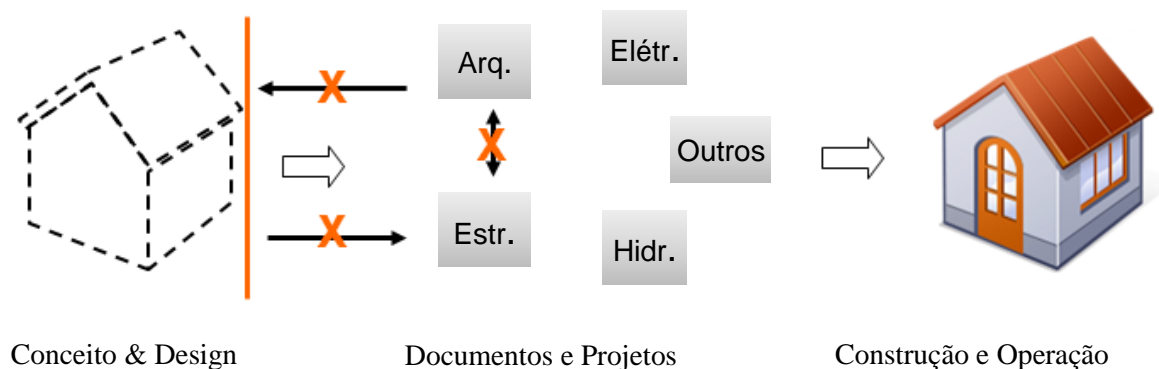 Arq.
Elétr.
Outros
Estr.
Hidr.
Conceito & Design
Documentos e Projetos
Construção e Operação